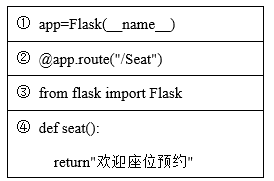 ① app=Flask(__name__)
② @app.route("/Seat")
③ from flask import Flask
④ def seat():
return"欢迎座位预约"